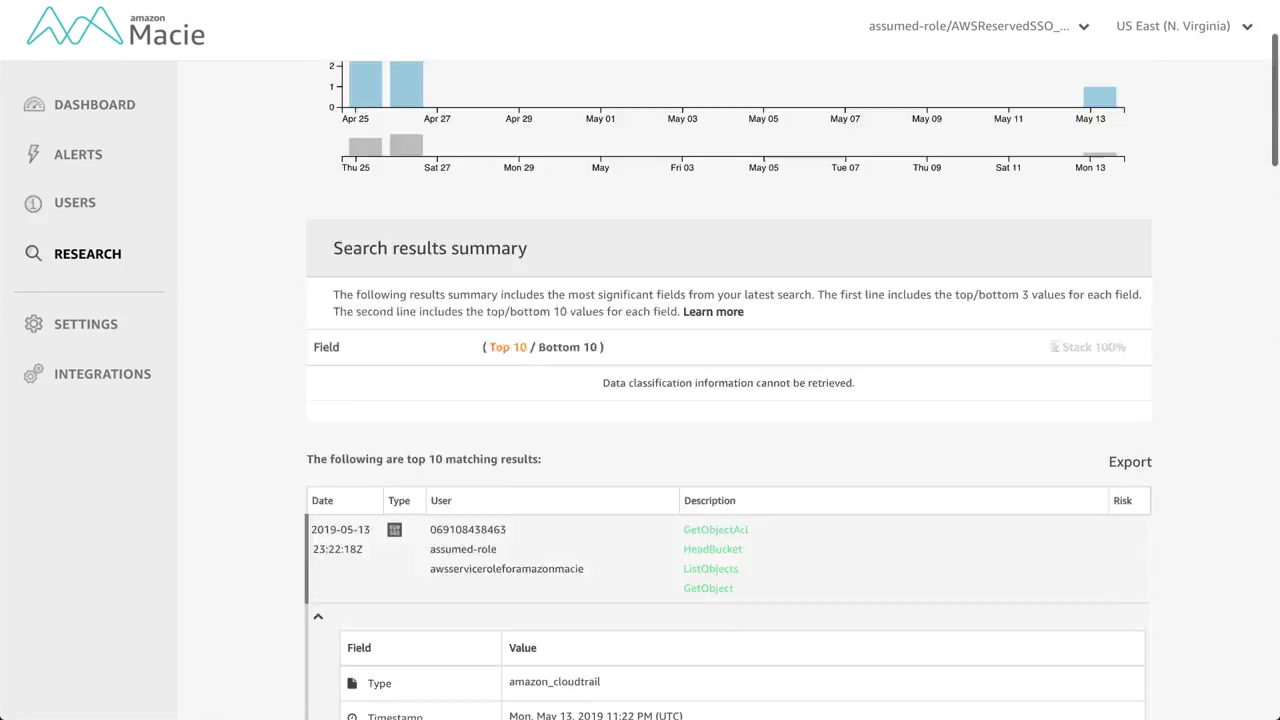 amazon
Macie
assumed-role/AWSReservedSSO_...
US East (N. Virginia)
DASHBOARD
ALERTS
USERS
RESEARCH
SETTINGS
INTEGRATIONS
2
1
0
Apr 25 Apr 27 Apr 29 May 01 May 03 May 05 May 07 May 09 May 11 May 13
Thu 25 Sat 27 Mon 29 May Fri 03 May 05 Tue 07 Thu 09 Sat 11 Mon 13
Search results summary
The following results summary includes the most significant fields from your latest search. The first line includes the top/bottom 3 values for each field.
The second line includes the top/bottom 10 values for each field. Learn more
Field ( Top 10 / Bottom 10 ) Stack 100%
Data classification information cannot be retrieved.
The following are top 10 matching results:
Export
Date Type User Description Risk
2019-05-13 069108438463 GetObjectAcl
23:22:18Z assumed-role HeadBucket
awsserviceroleforamazonmacie ListObjects
GetObject
Field Value
Type amazon_cloudtrail
Timestamp Mon, May 13, 2019 11:22 PM (UTC)